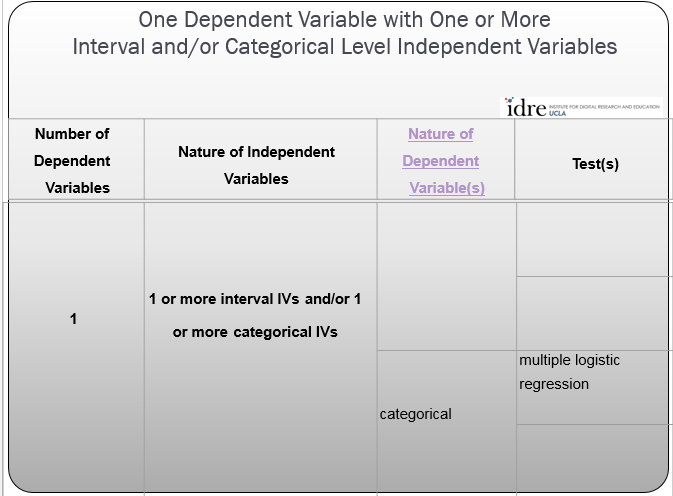 One Dependent Variable with One or More
Interval and/or Categorical Level Independent Variables
idre INSTITUTE FOR DIGITAL RESEARCH AND EDUCATION
UCLA
Number of
Dependent
Variables
Nature of Independent
Variables
Nature of
Dependent
Variable(s)
Test(s)
1
1 or more interval IVs and/or 1
or more categorical IVs
multiple logistic
regression
categorical